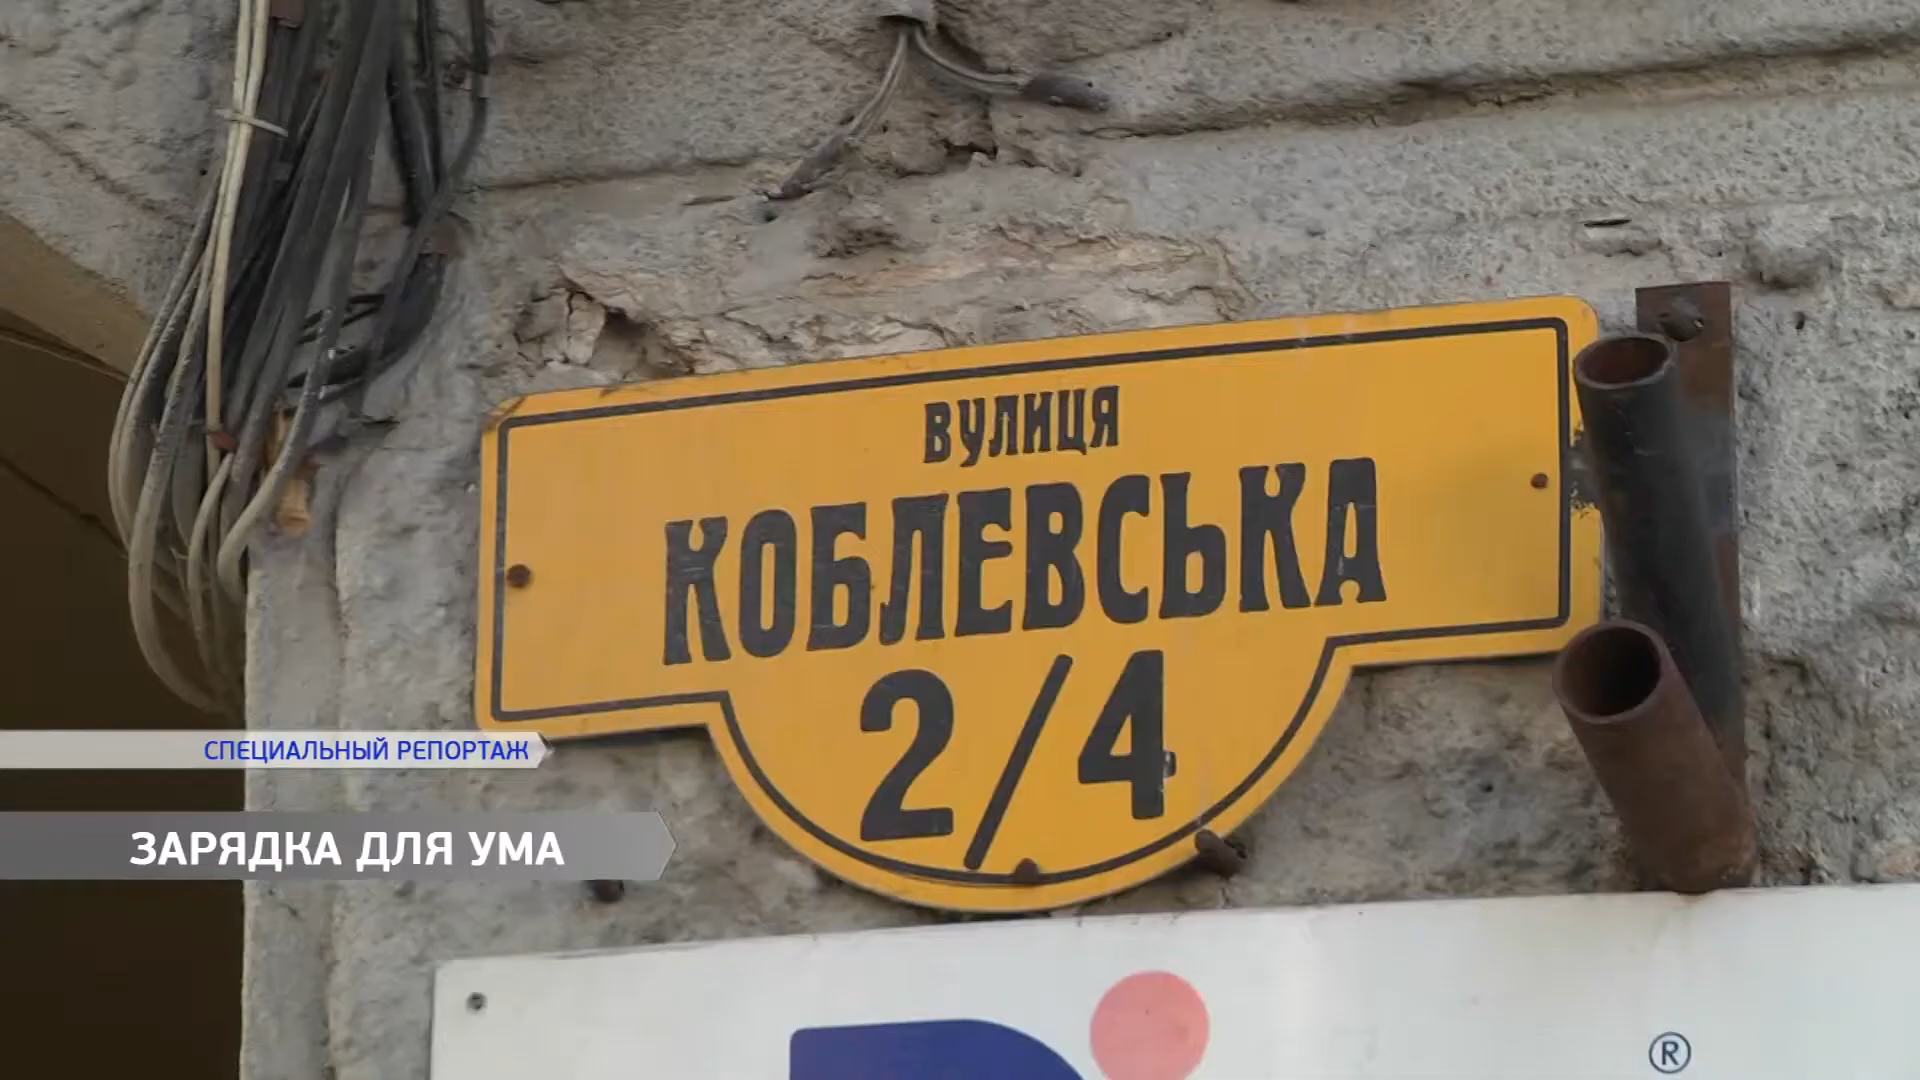 вулиця
КОБЛЕВСЬКА
2/4
СПЕЦИАЛЬНЫЙ РЕПОРТАЖ
ЗАРЯДКА ДЛЯ УМА
®